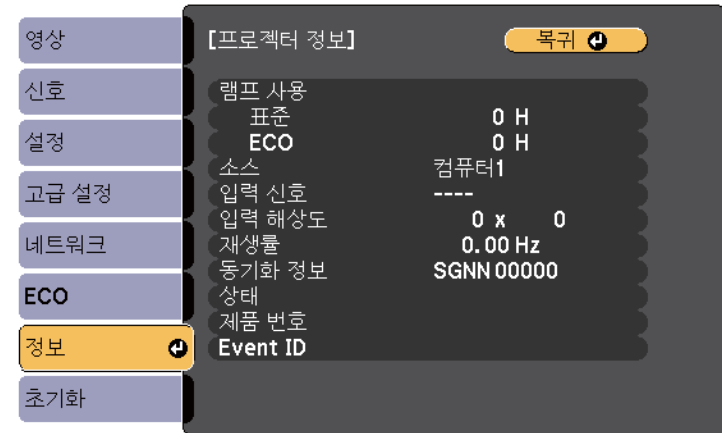 영상
신호
설정
고급 설정
네트워크
ECO
정보
초기화
[프로젝터 정보]
복귀
램프 사용
표준 0 H
ECO 0 H
소스 컴퓨터1
입력 신호 ----
입력 해상도 0 x 0
재생률 0.00 Hz
동기화 정보 SGNN 00000
상태
제품 번호
Event ID